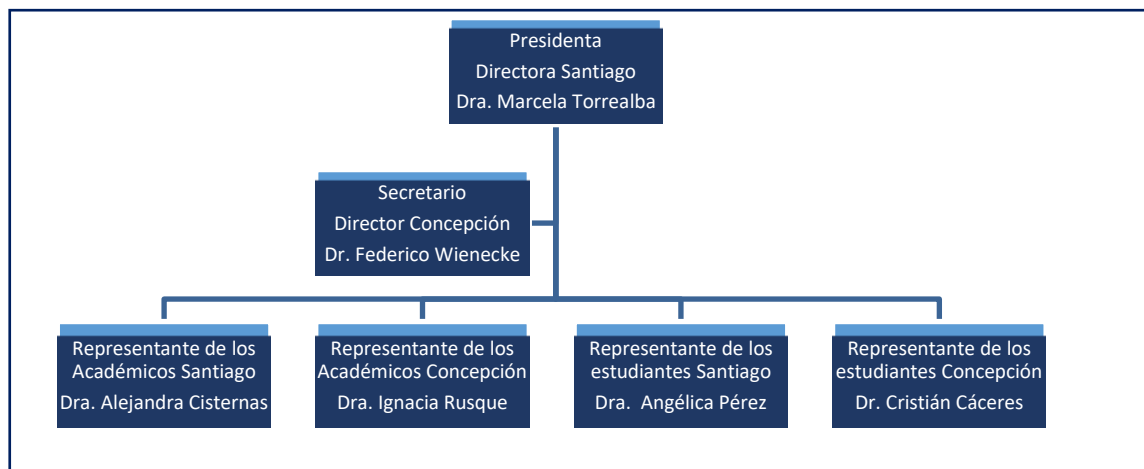 Presidenta
Directora Santiago
Dra. Marcela Torrealba
Secretario
Director Concepción
Dr. Federico Wienecke
Representante de los
Académicos Santiago
Dra. Alejandra Cisternas
Representante de los
Académicos Concepción
Dra. Ignacia Rusque
Representante de los
estudiantes Santiago
Dra. Angélica Pérez
Representante de los
estudiantes Concepción
Dr. Cristián Cáceres